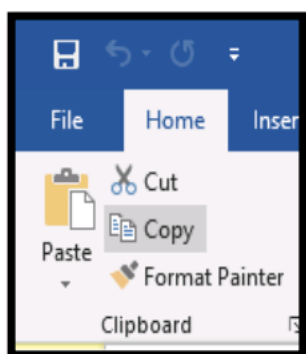 File Home Inser
Cut
Copy
Paste
Format Painter
Clipboard